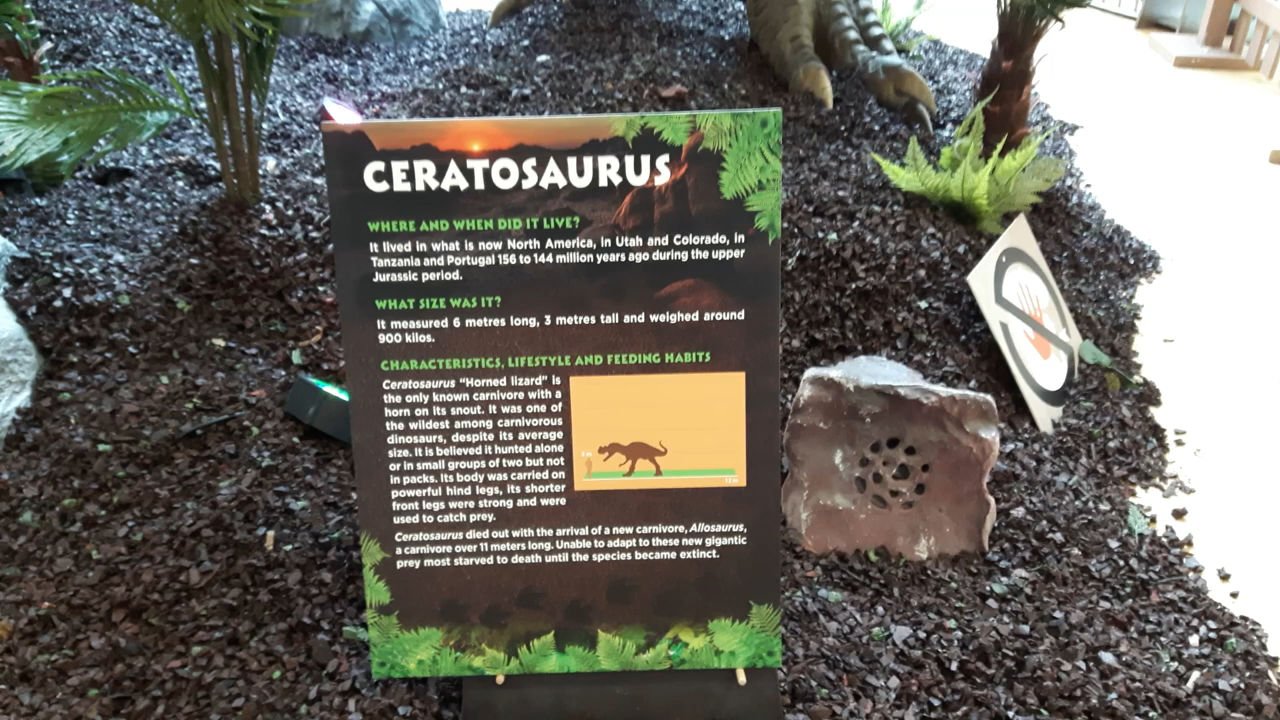 CERATOSAURUS
WHERE AND WHEN DID IT LIVE?
It lived in what is now North America, in Utah and Colorado, in
Tanzania and Portugal 156 to 144 million years ago during the upper
Jurassic period.
WHAT SIZE WAS IT?
It measured 6 metres long, 3 metres tall and weighed around
900 kilos.
CHARACTERISTICS, LIFESTYLE AND FEEDING HABITS
Ceratosaurus "Horned lizard" is
the only known carnivore with a
horn on its snout. It was one of
the wildest among carnivorous
dinosaurs, despite its average
size. It is believed it hunted alone
or in small groups of two but not
in packs. Its body was carried on
powerful hind legs, its shorter
front legs were strong and were
used to catch prey.
Ceratosaurus died out with the arrival of a new carnivore, Allosaurus,
a carnivore over 11 meters long. Unable to adapt to these new gigantic
prey most starved to death until the species became extinct.